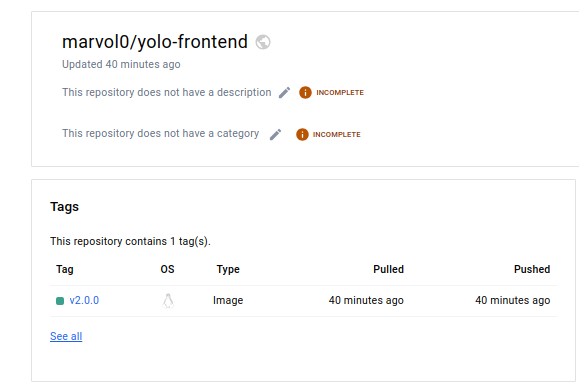 marvol0/yolo-frontend
Updated 40 minutes ago
This repository does not have a description INCOMPLETE
This repository does not have a category INCOMPLETE
Tags
This repository contains 1 tag(s).
Tag OS Type Pulled Pushed
v2.0.0 Image 40 minutes ago 40 minutes ago
See all